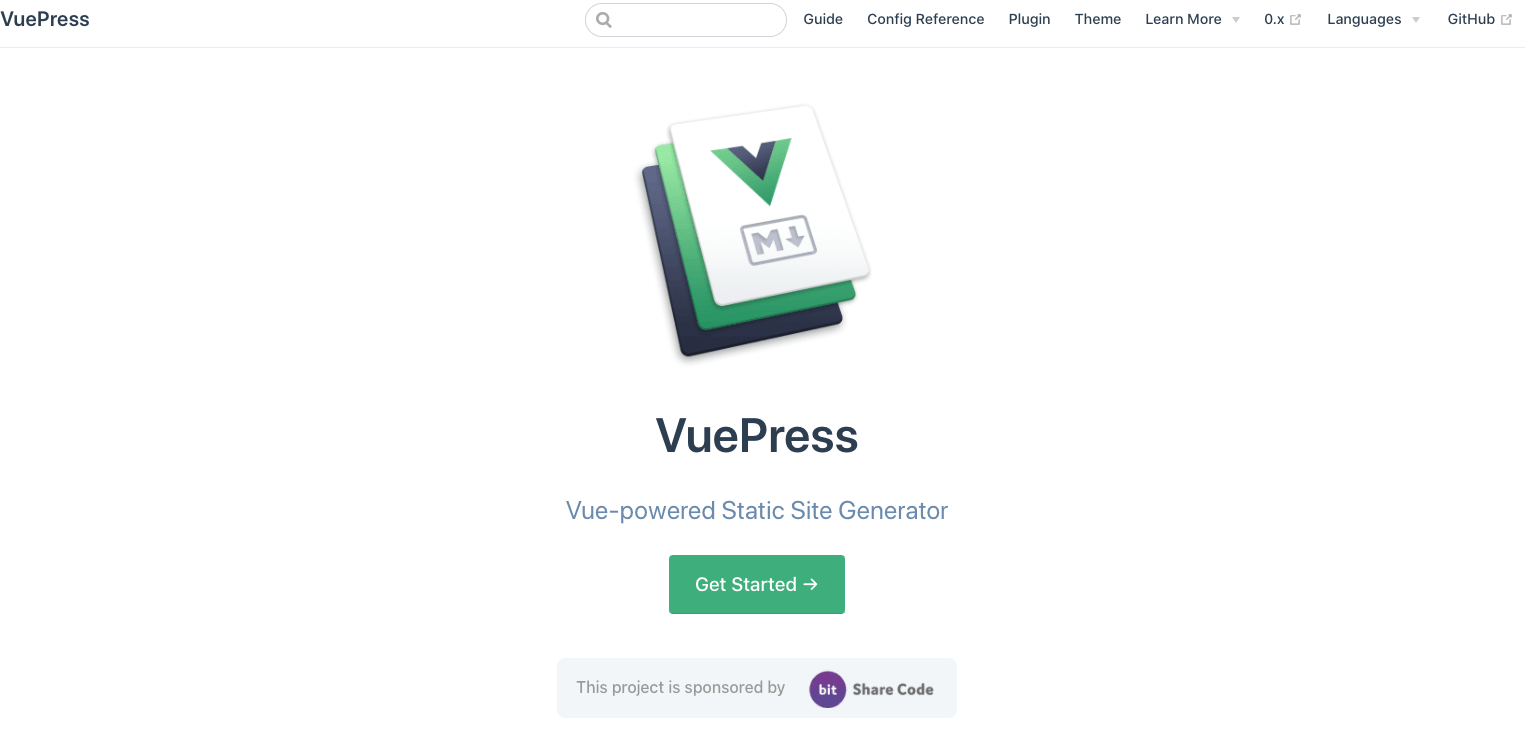 VuePress
Guide Config Reference Plugin Theme Learn More 0.x Languages GitHub
M
VuePress
Vue-powered Static Site Generator
Get Started →
This project is sponsored by bit Share Code